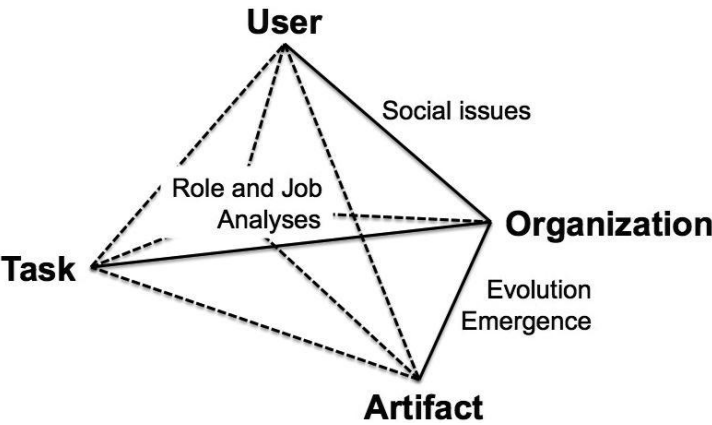 User
Social issues
Role and Job
Analyses
Organization
Task
Evolution
Emergence
Artifact